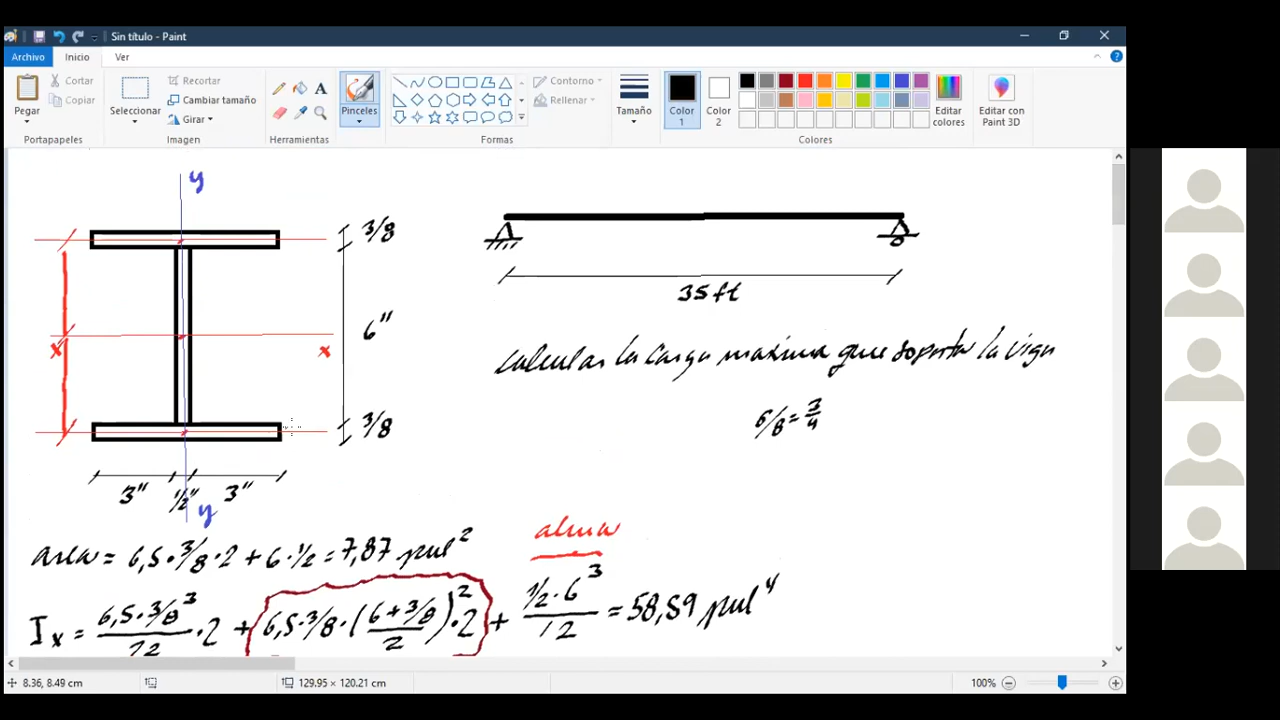 Sin título - Paint
Archivo
Inicio
Ver
Pegar
Cortar
Copiar
Portapapeles
Seleccionar
Recortar
Cambiar tamaño
Girar
Imagen
A
Herramientas
Pinceles
Contorno
Rellenar
Formas
Tamaño
Color 1
Color 2
Editar colores
Editar con Paint 3D
Colores
y
3/8
35 ft
6"
x
x
calcular la carga maxima que soporta la viga
6/8 = 3/4
3/8
3" 1/2" 3"
y
area = 6,5 · 3/8 · 2 + 6 · 1/2 = 7,87 pul²
alma
Ix = 6,5 · 3/8³ / 12 · 2 + 6,5 · 3/8 · (6 + 3/8 / 2)² · 2 + 1/2 · 6³ / 12 = 58,59 pul⁴
8.36, 8.49 cm
129.95 × 120.21 cm
100%